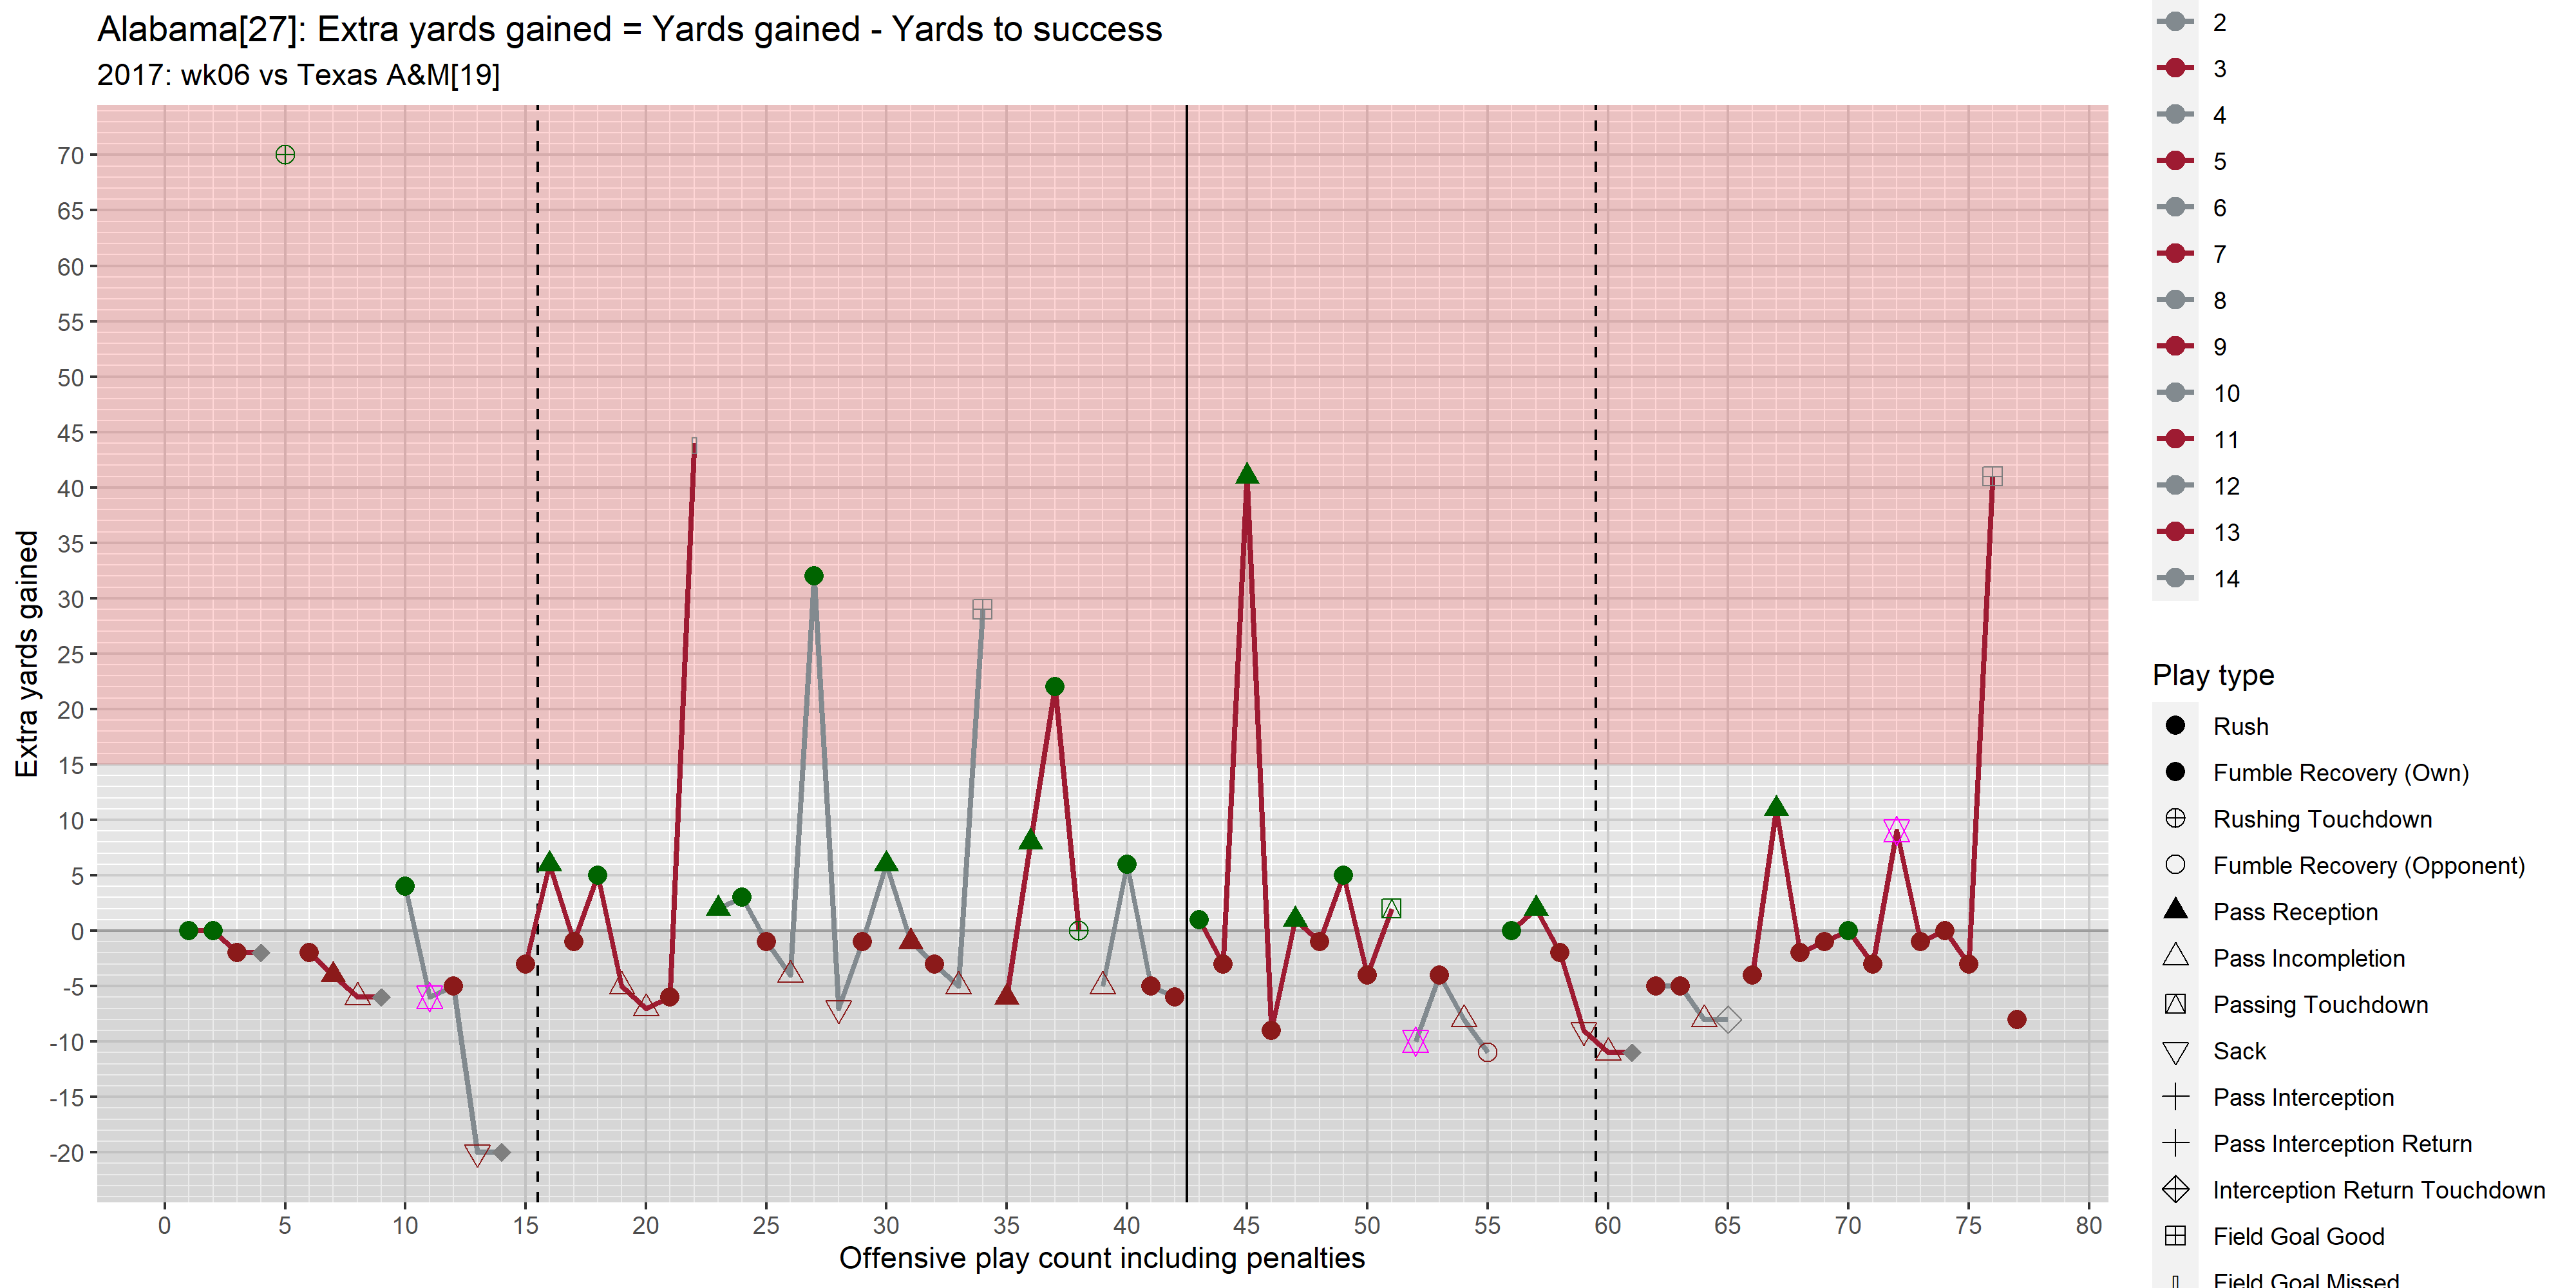 Alabama[27]: Extra yards gained = Yards gained - Yards to success
2017: wk06 vs Texas A&M[19]
Extra yards gained
70
65
60
55
50
45
40
35
30
25
20
15
10
5
0
-5
-10
-15
-20
0 5 10 15 20 25 30 35 40 45 50 55 60 65 70 75 80
Offensive play count including penalties
2
3
4
5
6
7
8
9
10
11
12
13
14
Play type
Rush
Fumble Recovery (Own)
Rushing Touchdown
Fumble Recovery (Opponent)
Pass Reception
Pass Incompletion
Passing Touchdown
Sack
Pass Interception
Pass Interception Return
Interception Return Touchdown
Field Goal Good
Field Goal Missed